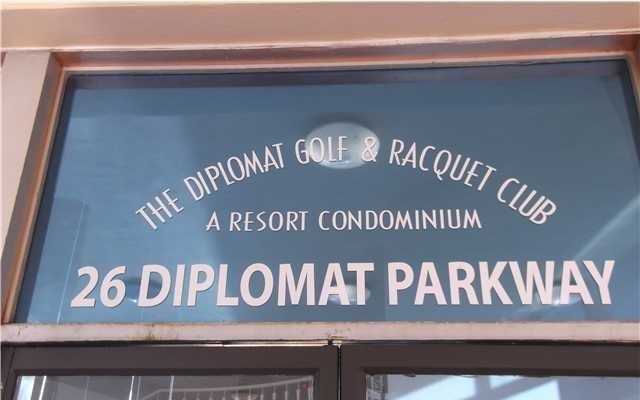 THE DIPLOMAT GOLF & RACQUET CLUB
A RESORT CONDOMINIUM
26 DIPLOMAT PARKWAY